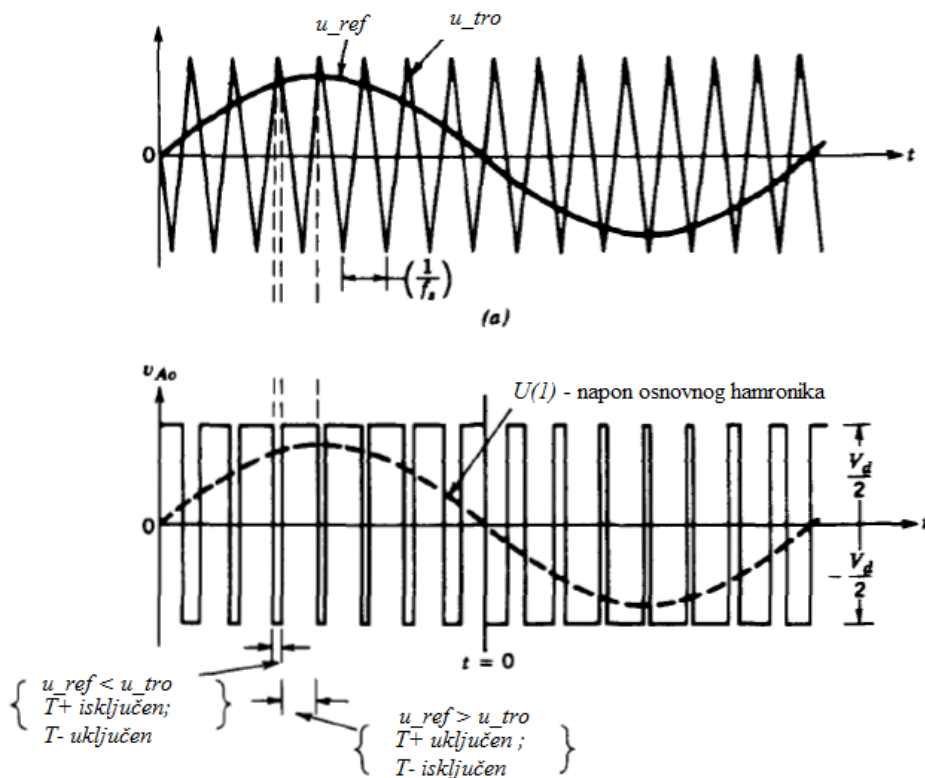 u_ref
u_tro
0
t
(1/f_s)
(a)
v_Ao
U(1) - napon osnovnog hamronika
V_d/2
0
t
-V_d/2
t = 0
u_ref < u_tro
T+ isključen;
T- uključen
u_ref > u_tro
T+ uključen ;
T- isključen